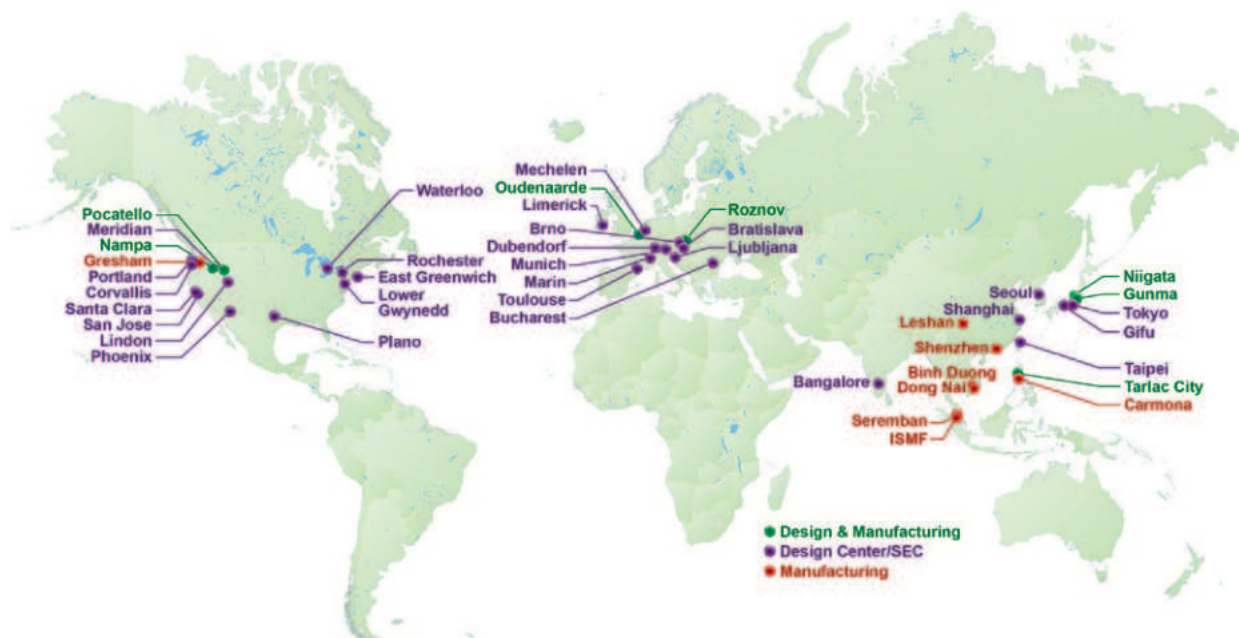 Pocatello
Meridian
Nampa
Gresham
Portland
Corvallis
Santa Clara
San Jose
Lindon
Phoenix
Waterloo
Rochester
East Greenwich
Lower
Gwynedd
Plano
Mechelen
Oudenaarde
Limerick
Brno
Dubendorf
Munich
Marin
Toulouse
Bucharest
Roznov
Bratislava
Ljubljana
Seoul
Shanghai
Leshan
Shenzhen
Bangalore
Binh Duong
Dong Nai
Seremban
ISMF
Niigata
Gunma
Tokyo
Gifu
Taipei
Tarlac City
Carmona
Design & Manufacturing
Design Center/SEC
Manufacturing